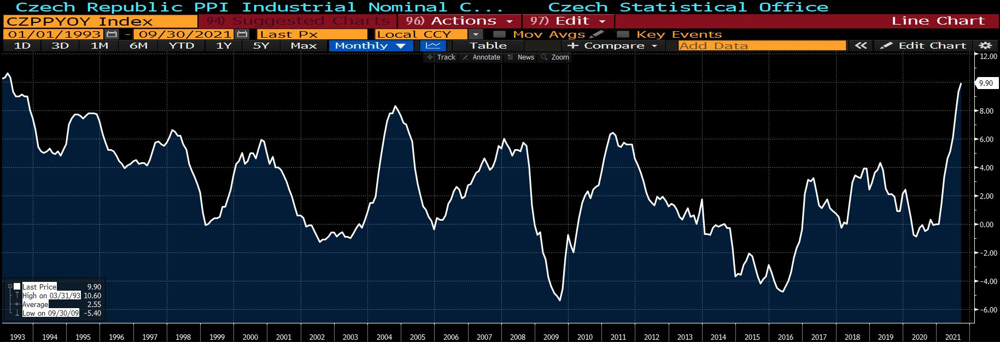 Czech Republic PPI Industrial Nominal C... Czech Statistical Office
CZPPYOY Index 94) Suggested Charts 96) Actions 97) Edit Line Chart
01/01/1993 - 09/30/2021 Last Px Local CCY Mov Avgs Key Events
1D 3D 1M 6M YTD 1Y 5Y Max Monthly Table Compare Add Data Edit Chart
Track Annotate News Zoom
12.00
9.90
8.00
6.00
4.00
2.00
0.00
-2.00
-4.00
-6.00
Last Price 9.90
High on 03/31/93 10.60
Average 2.55
Low on 09/30/09 -5.40
1993 1994 1995 1996 1997 1998 1999 2000 2001 2002 2003 2004 2005 2006 2007 2008 2009 2010 2011 2012 2013 2014 2015 2016 2017 2018 2019 2020 2021